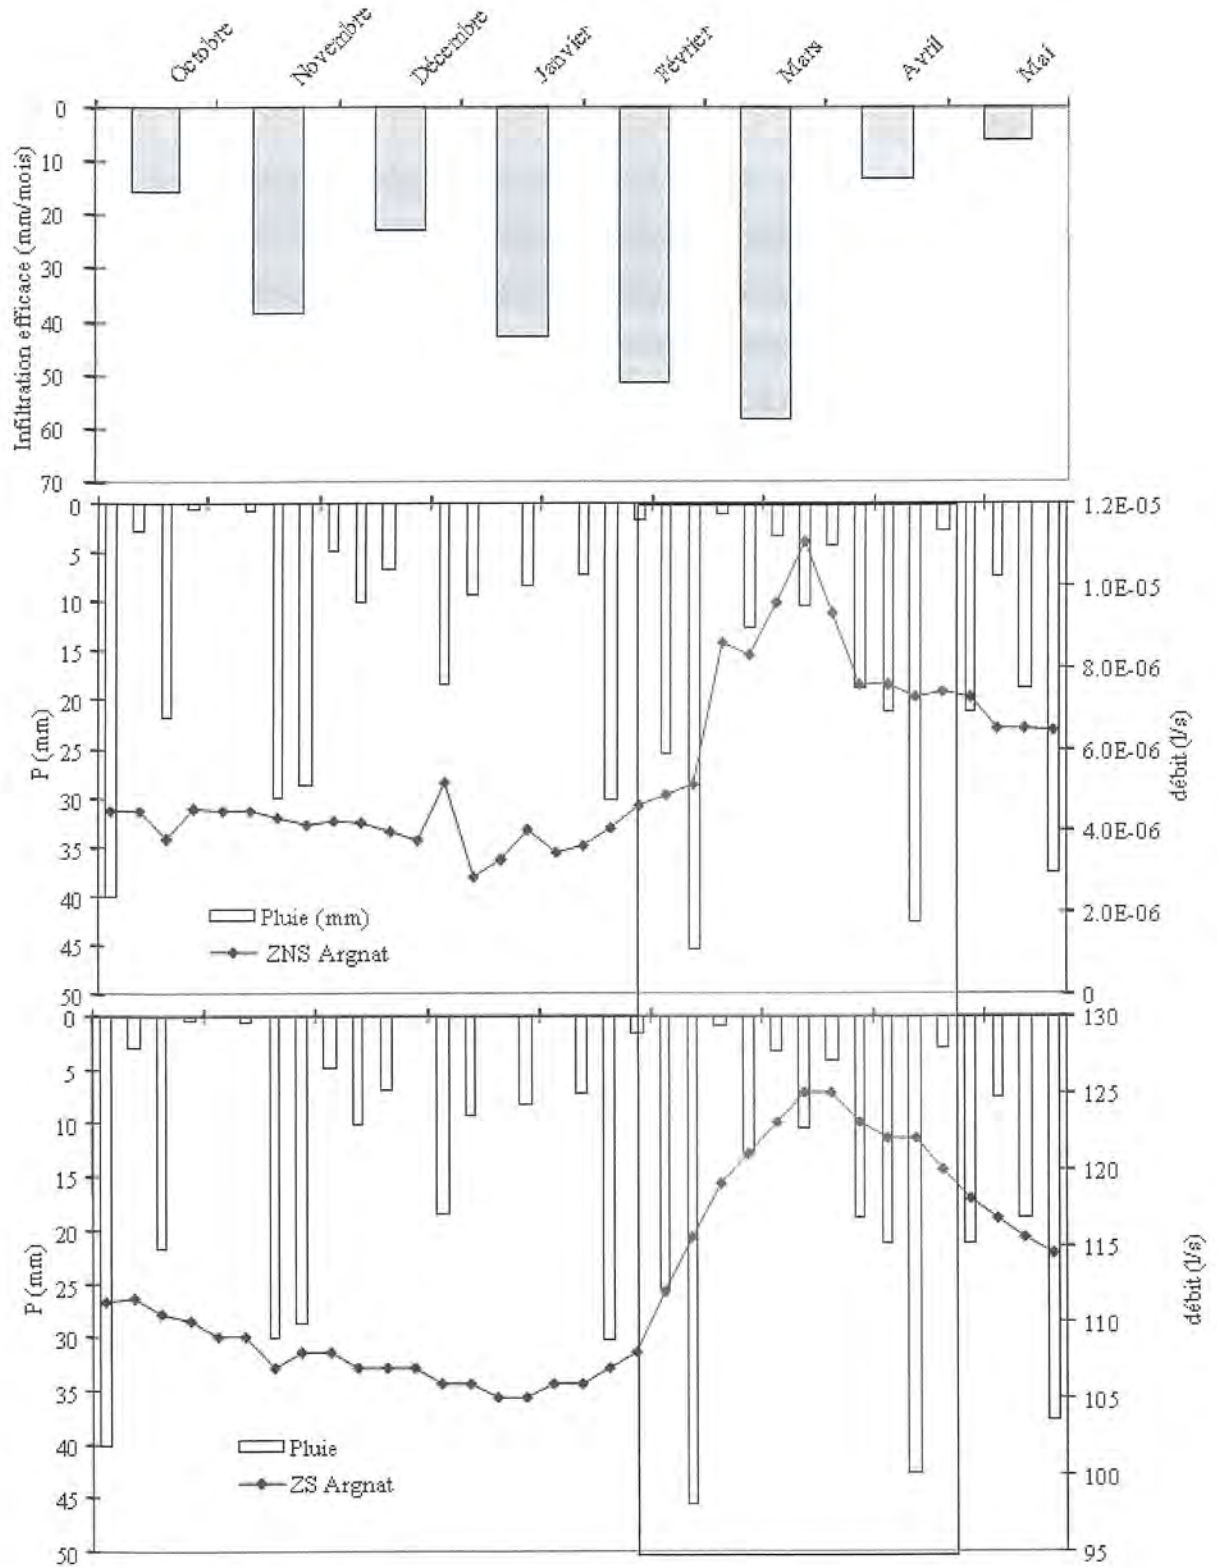 Octobre
Novembre
Décembre
Janvier
Février
Mars
Avril
Mai
Infiltration efficace (mm/mois)
0
10
20
30
40
50
60
70
P (mm)
0
5
10
15
20
25
30
35
40
45
50
Pluie (mm)
ZNS Argnat
1.2E-05
1.0E-05
8.0E-06
6.0E-06
4.0E-06
2.0E-06
0
débit (l/s)
P (mm)
0
5
10
15
20
25
30
35
40
45
50
Pluie
ZS Argnat
130
125
120
115
110
105
100
95
débit (l/s)